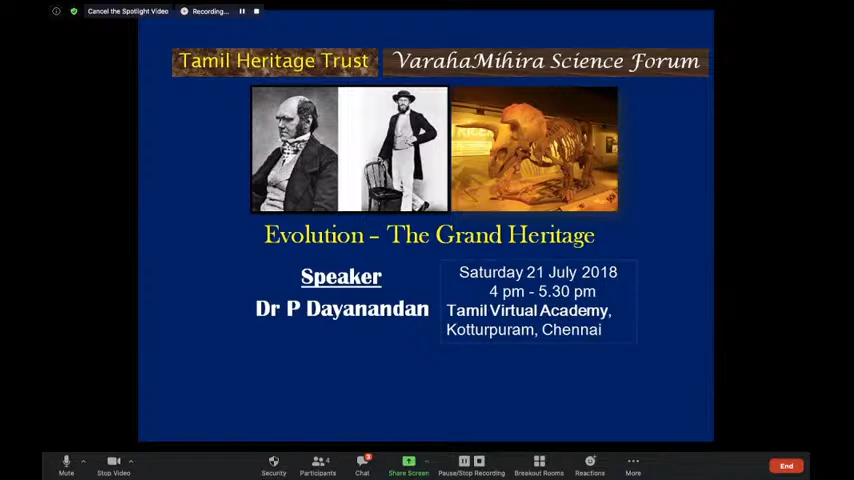 Cancel the Spotlight Video
Recording...
Tamil Heritage Trust
VarahaMihira Science Forum
Evolution – The Grand Heritage
Speaker
Dr P Dayanandan
Saturday 21 July 2018
4 pm - 5.30 pm
Tamil Virtual Academy,
Kotturpuram, Chennai
Mute
Stop Video
Security
4
Participants
3
Chat
Share Screen
Pause/Stop Recording
Breakout Rooms
Reactions
More
End